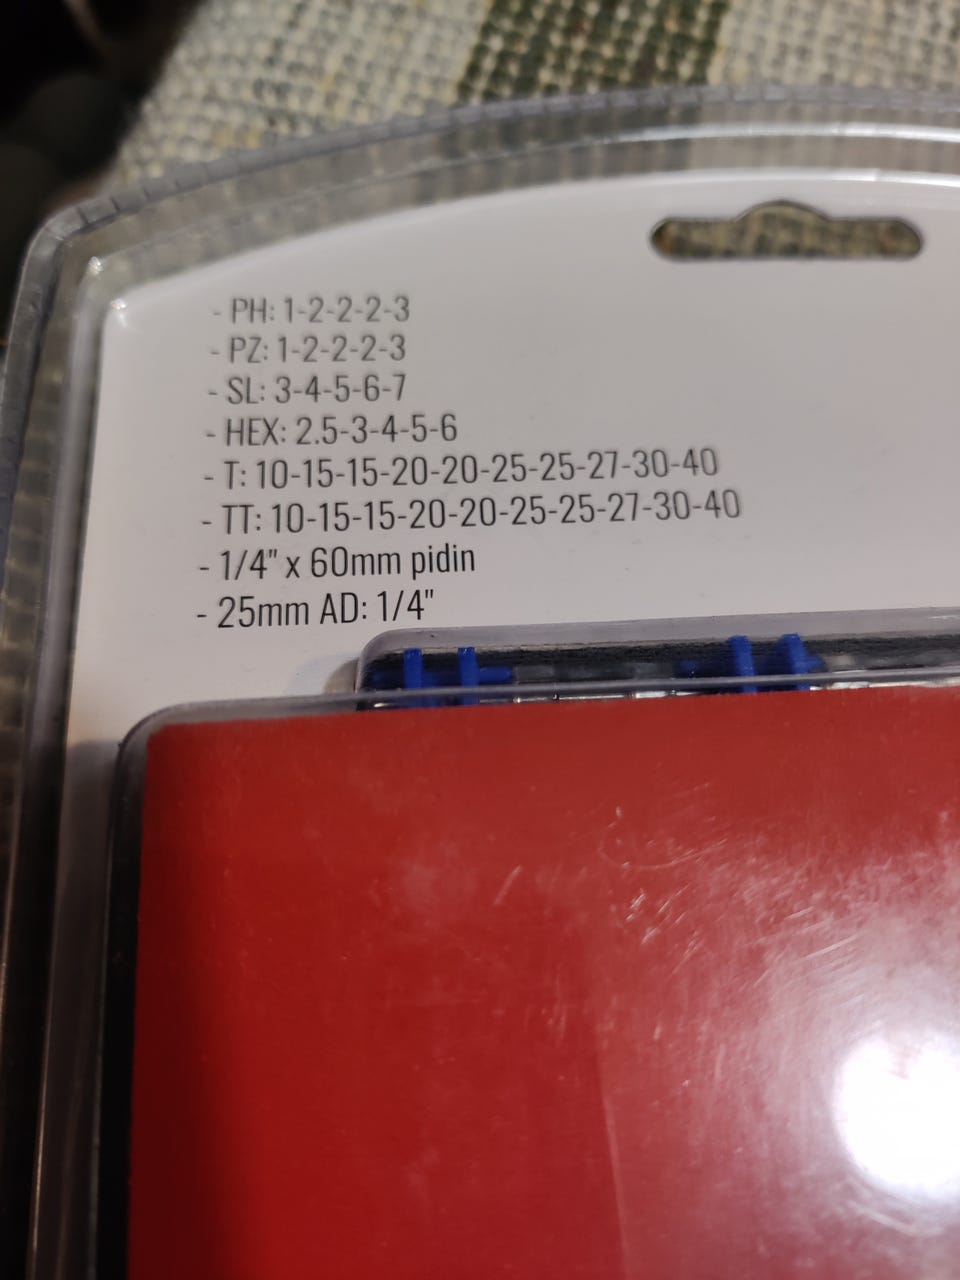 - PH: 1-2-2-2-3
- PZ: 1-2-2-2-3
- SL: 3-4-5-6-7
- HEX: 2.5-3-4-5-6
- T: 10-15-15-20-20-25-25-27-30-40
- TT: 10-15-15-20-20-25-25-27-30-40
- 1/4" x 60mm pidin
- 25mm AD: 1/4"